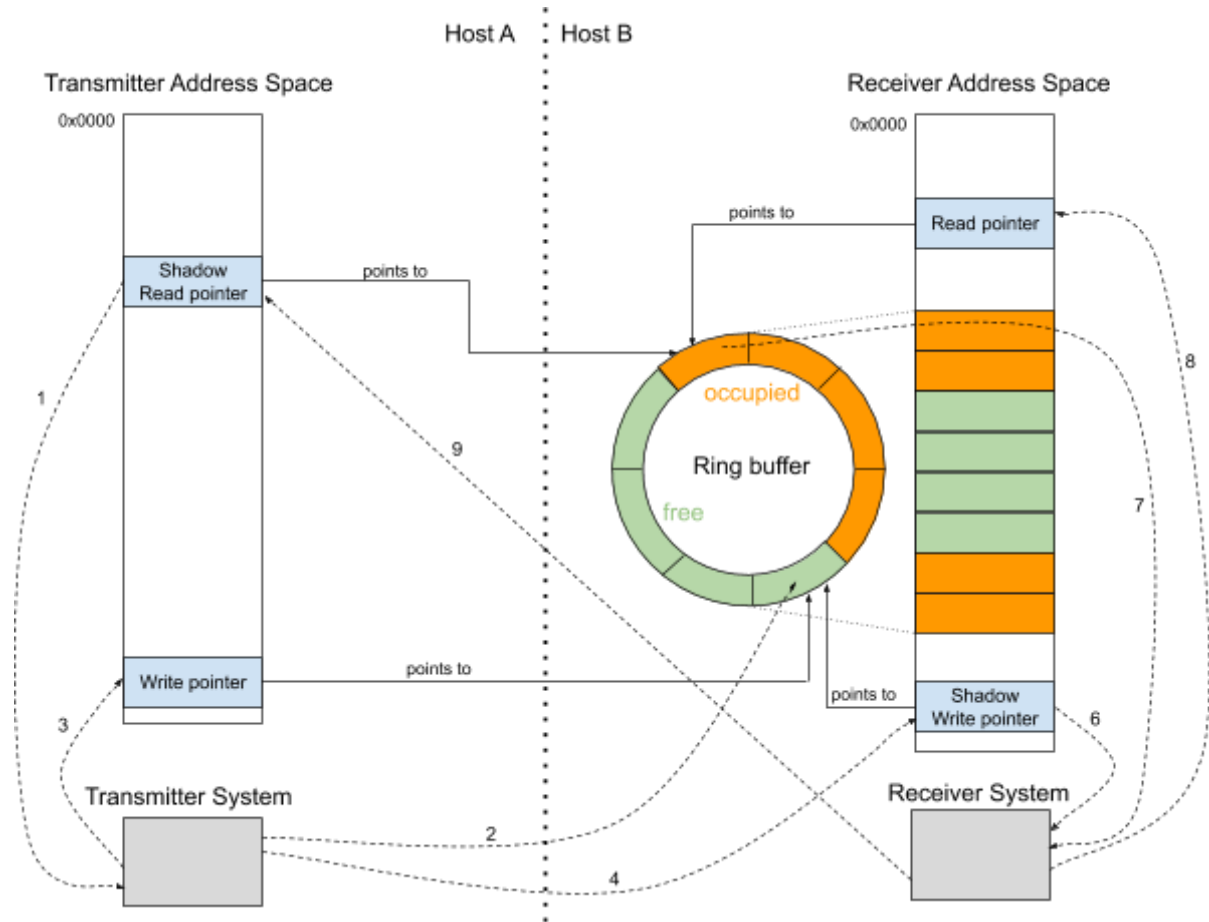 Host A
Host B
Transmitter Address Space
Receiver Address Space
0x0000
0x0000
points to
Read pointer
Shadow
Read pointer
points to
8
1
occupied
9
Ring buffer
7
free
Write pointer
points to
points to
Shadow
Write pointer
6
3
Transmitter System
Receiver System
2
4